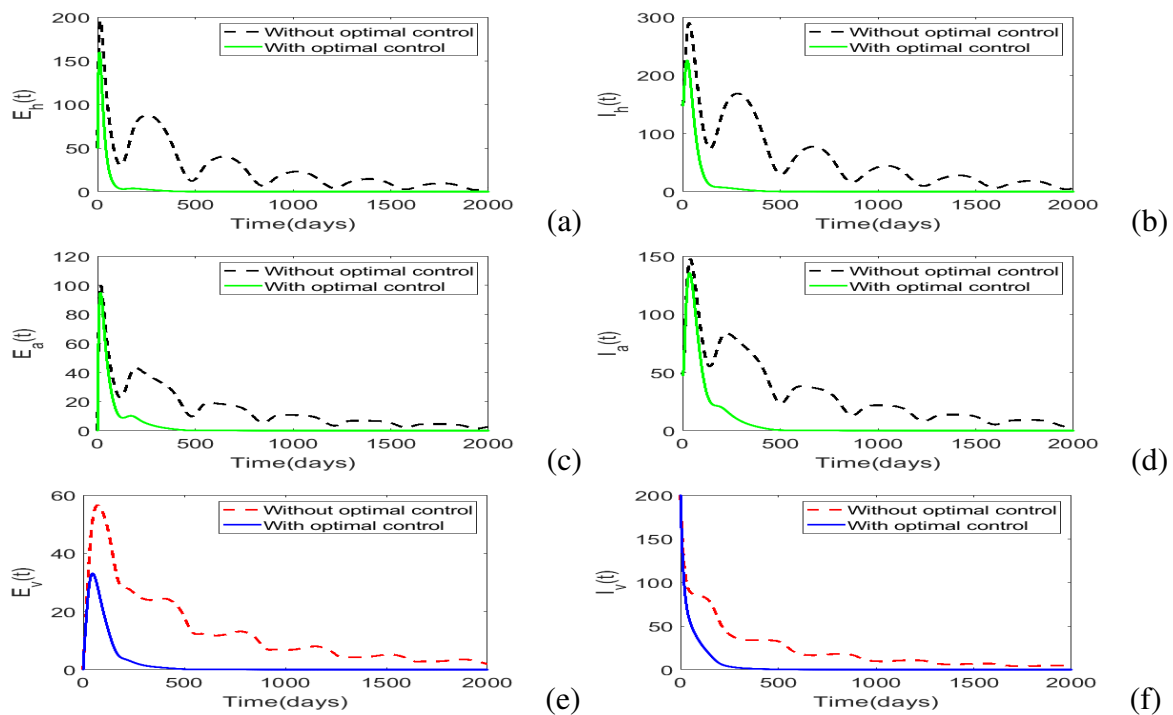 200
150
100
50
0
E_h(t)
Without optimal control
With optimal control
0 500 1000 1500 2000
Time(days)
(a)
300
200
100
0
I_h(t)
Without optimal control
With optimal control
0 500 1000 1500 2000
Time(days)
(b)
120
100
80
60
40
20
0
E_a(t)
Without optimal control
With optimal control
0 500 1000 1500 2000
Time(days)
(c)
150
100
50
0
I_a(t)
Without optimal control
With optimal control
0 500 1000 1500 2000
Time(days)
(d)
60
40
20
0
E_v(t)
Without optimal control
With optimal control
0 500 1000 1500 2000
Time(days)
(e)
200
150
100
50
0
I_v(t)
Without optimal control
With optimal control
0 500 1000 1500 2000
Time(days)
(f)